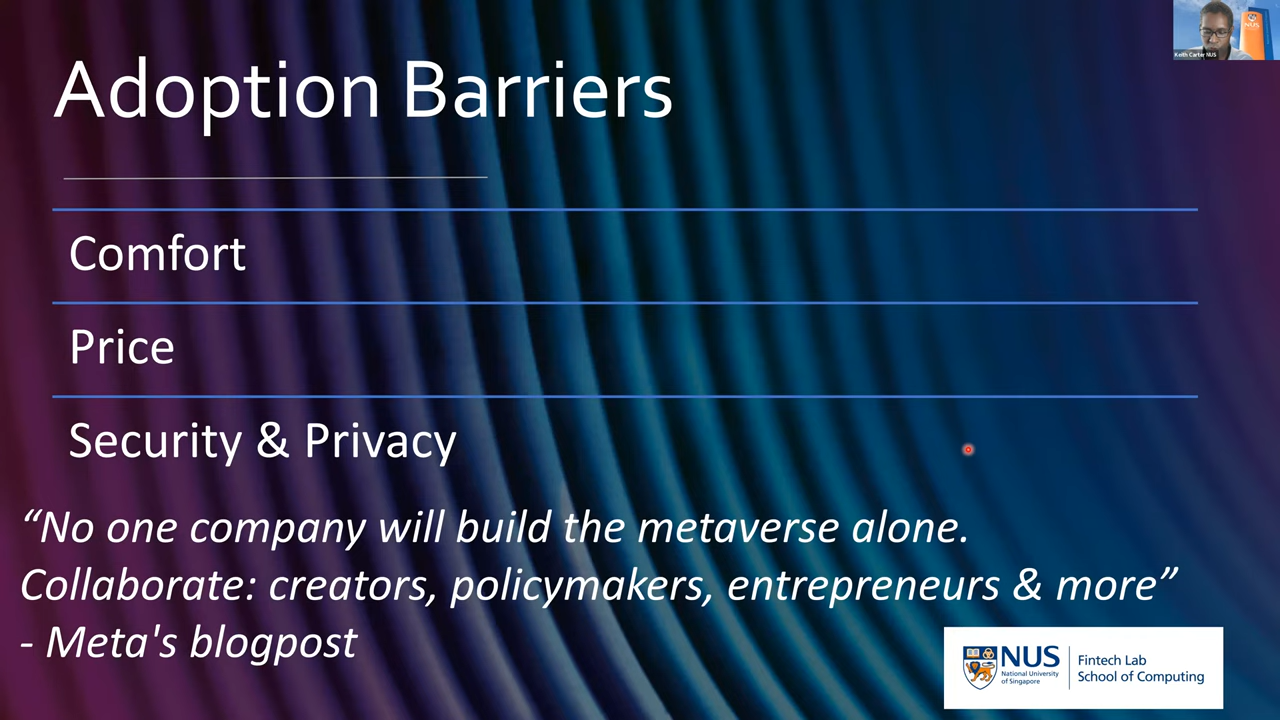 Adoption Barriers
Comfort
Price
Security & Privacy
“No one company will build the metaverse alone.
Collaborate: creators, policymakers, entrepreneurs & more”
- Meta's blogpost
Keith Carter NUS
NUS
NUS
National University
of Singapore
Fintech Lab
School of Computing